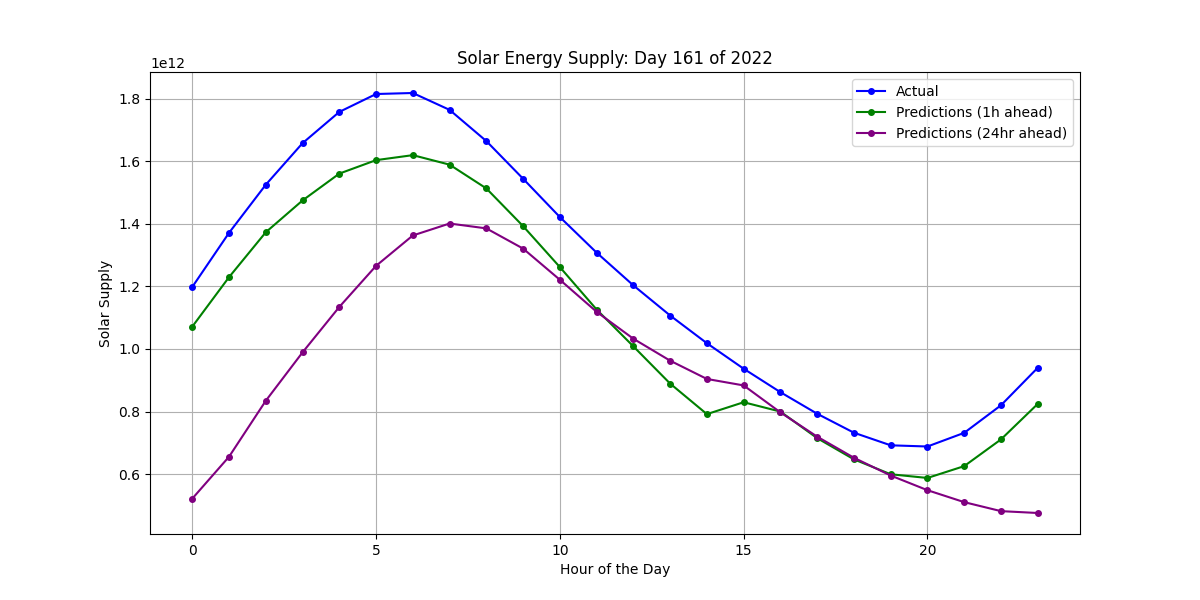 Solar Energy Supply: Day 161 of 2022
1e12
Actual
Predictions (1h ahead)
Predictions (24hr ahead)
1.8
1.6
1.4
1.2
1.0
0.8
0.6
Solar Supply
0 5 10 15 20
Hour of the Day